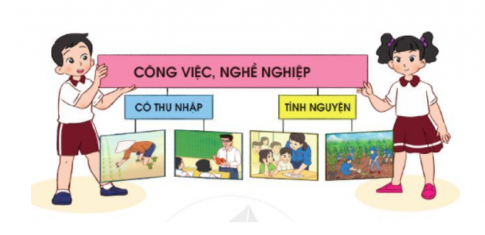 CÔNG VIỆC, NGHỀ NGHIỆP
CÓ THU NHẬP
TÌNH NGUYỆN